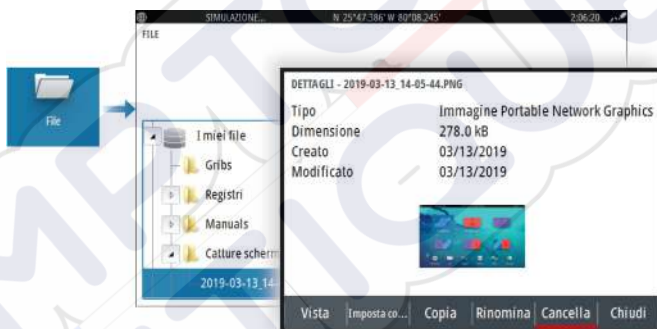 SIMULAZIONE... N 25°47.386' W 80°08.245' 2:06:20
FILE
File
I miei file
Gribs
Registri
Manuals
Catture scherm
2019-03-13_14-
DETTAGLI - 2019-03-13_14-05-44.PNG
Tipo Immagine Portable Network Graphics
Dimensione 278.0 kB
Creato 03/13/2019
Modificato 03/13/2019
Vista Imposta co... Copia Rinomina Cancella Chiudi